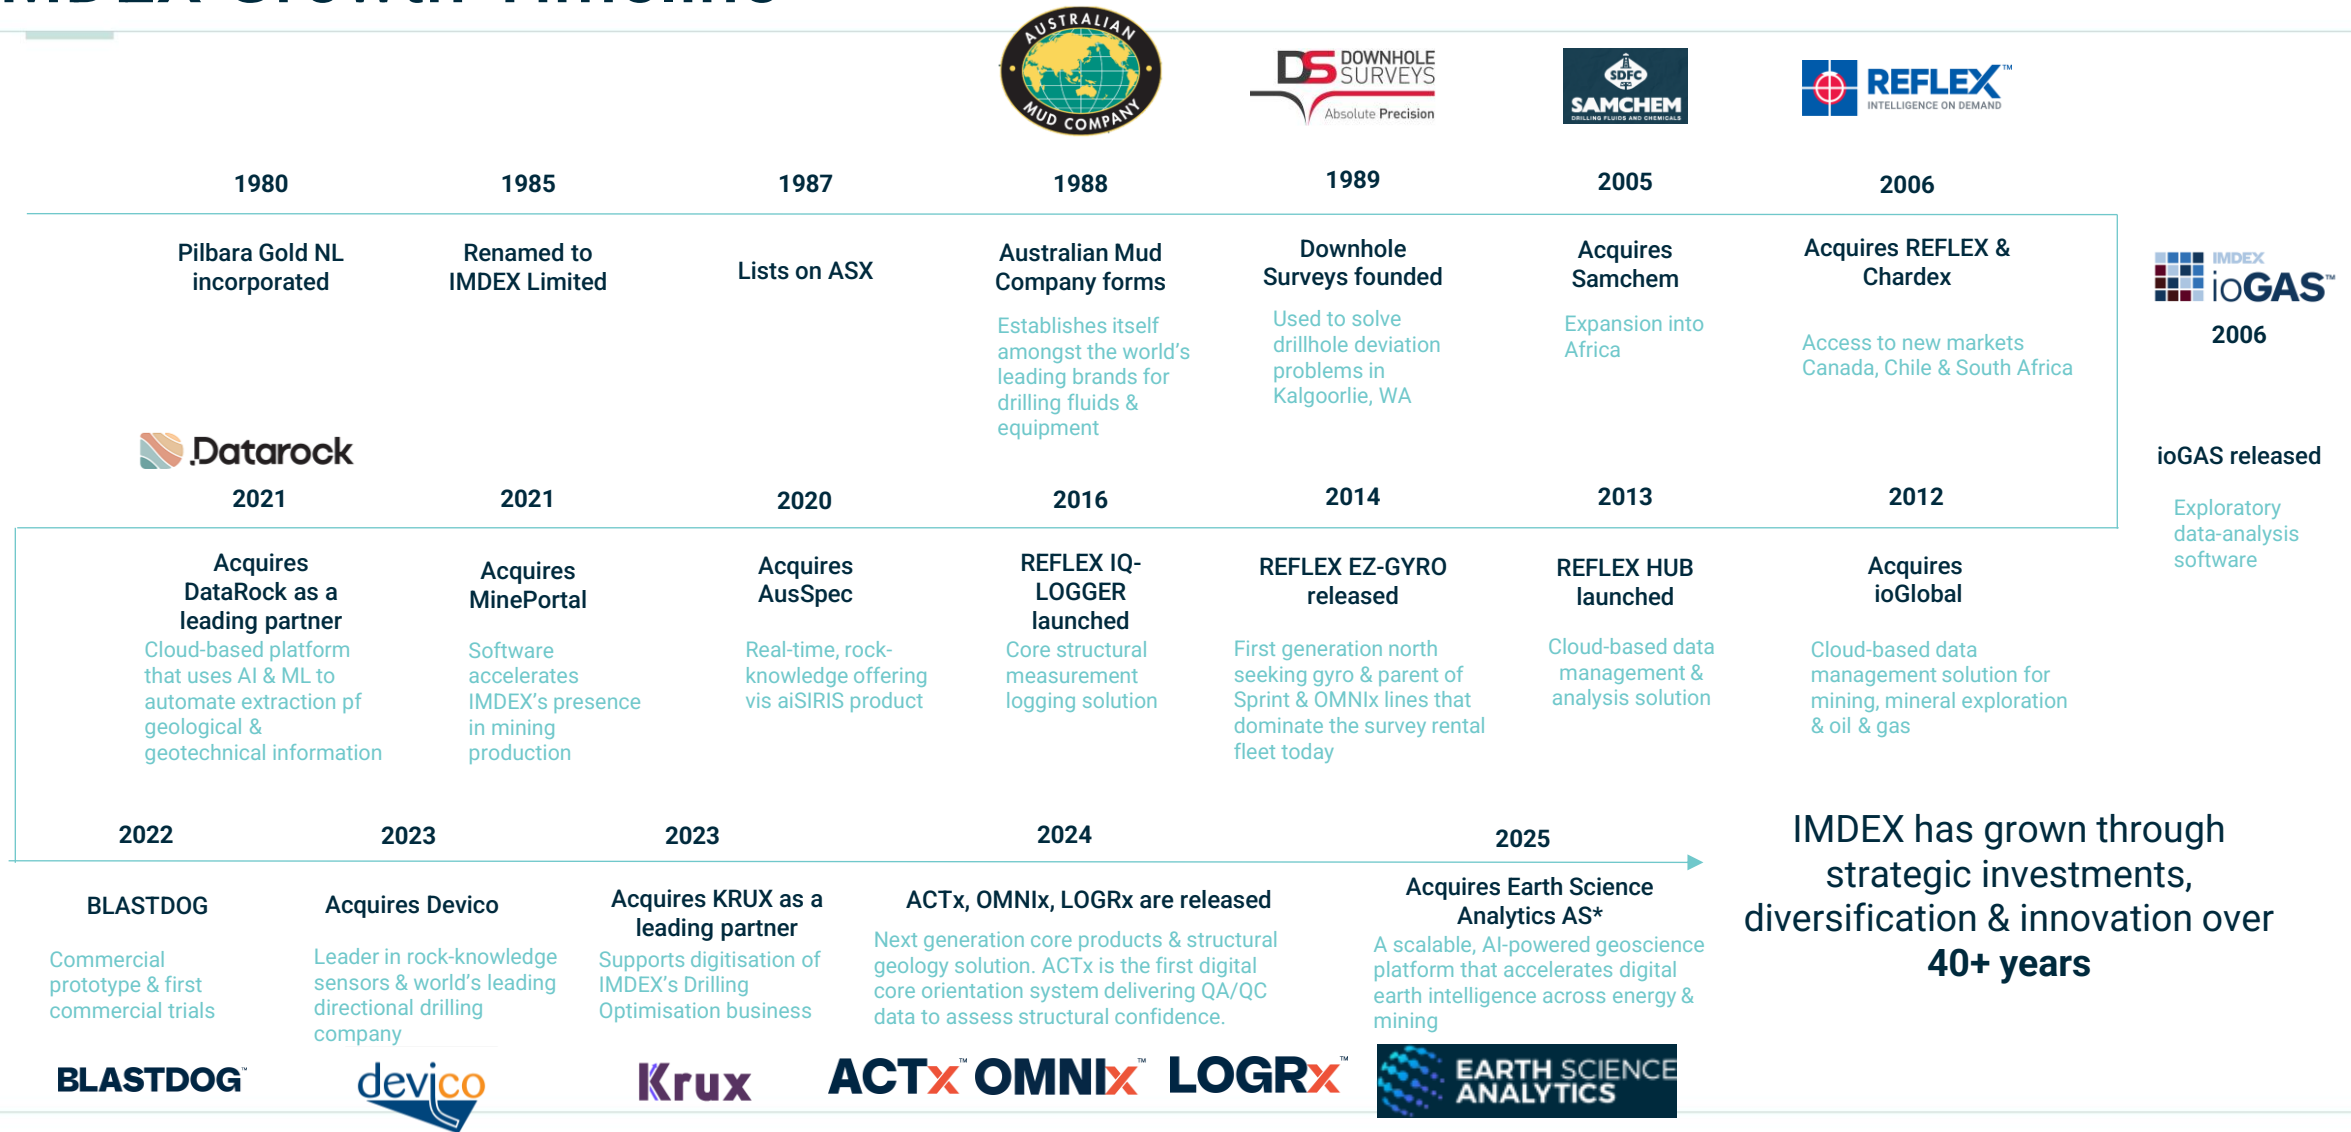 IMDEX Growth Timeline
AUSTRALIAN
MUD COMPANY
DS DOWNHOLE
SURVEYS
Absolute Precision
SDFC
SAMCHEM
DRILLING FLUIDS AND CHEMICALS
REFLEX™
INTELLIGENCE ON DEMAND
1980
Pilbara Gold NL
incorporated
1985
Renamed to
IMDEX Limited
1987
Lists on ASX
1988
Australian Mud
Company forms
Establishes itself
amongst the world's
leading brands for
drilling fluids &
equipment
1989
Downhole
Surveys founded
Used to solve
drillhole deviation
problems in
Kalgoorlie, WA
2005
Acquires
Samchem
Expansion into
Africa
2006
Acquires REFLEX &
Chardex
Access to new markets
Canada, Chile & South Africa
IMDEX
ioGAS™
2006
ioGAS released
Exploratory
data-analysis
software
2012
Acquires
ioGlobal
Cloud-based data
management solution for
mining, mineral exploration
& oil & gas
2013
REFLEX HUB
launched
Cloud-based data
management &
analysis solution
2014
REFLEX EZ-GYRO
released
First generation north
seeking gyro & parent of
Sprint & OMNIx lines that
dominate the survey rental
fleet today
2016
REFLEX IQ-
LOGGER
launched
Core structural
measurement
logging solution
2020
Acquires
AusSpec
Real-time, rock-
knowledge offering
vis aiSIRIS product
2021
Acquires
MinePortal
Software
accelerates
IMDEX's presence
in mining
production
Datarock
2021
Acquires
DataRock as a
leading partner
Cloud-based platform
that uses AI & ML to
automate extraction pf
geological &
geotechnical information
2022
BLASTDOG
Commercial
prototype & first
commercial trials
BLASTDOG™
2023
Acquires Devico
Leader in rock-knowledge
sensors & world's leading
directional drilling
company
devico
2023
Acquires KRUX as a
leading partner
Supports digitisation of
IMDEX's Drilling
Optimisation business
Krux
2024
ACTx, OMNIx, LOGRx are released
Next generation core products & structural
geology solution. ACTx is the first digital
core orientation system delivering QA/QC
data to assess structural confidence.
ACTx™ OMNIx™ LOGRx™
2025
Acquires Earth Science
Analytics AS*
A scalable, AI-powered geoscience
platform that accelerates digital
earth intelligence across energy &
mining
EARTH SCIENCE
ANALYTICS
IMDEX has grown through
strategic investments,
diversification & innovation over
40+ years